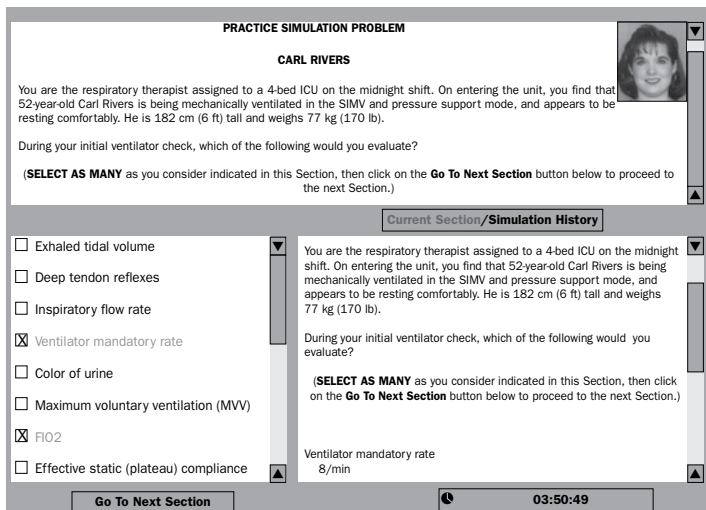 PRACTICE SIMULATION PROBLEM
CARL RIVERS
You are the respiratory therapist assigned to a 4-bed ICU on the midnight shift. On entering the unit, you find that
52-year-old Carl Rivers is being mechanically ventilated in the SIMV and pressure support mode, and appears to be
resting comfortably. He is 182 cm (6 ft) tall and weighs 77 kg (170 lb).
During your initial ventilator check, which of the following would you evaluate?
(SELECT AS MANY as you consider indicated in this Section, then click on the Go To Next Section button below to proceed to
the next Section.)
Current Section/Simulation History
Exhaled tidal volume
Deep tendon reflexes
Inspiratory flow rate
X Ventilator mandatory rate
Color of urine
Maximum voluntary ventilation (MVV)
X FIO2
Effective static (plateau) compliance
You are the respiratory therapist assigned to a 4-bed ICU on the midnight
shift. On entering the unit, you find that 52-year-old Carl Rivers is being
mechanically ventilated in the SIMV and pressure support mode, and
appears to be resting comfortably. He is 182 cm (6 ft) tall and weighs
77 kg (170 lb).
During your initial ventilator check, which of the following would you
evaluate?
(SELECT AS MANY as you consider indicated in this Section, then click
on the Go To Next Section button below to proceed to the next Section.)
Ventilator mandatory rate
8/min
Go To Next Section
03:50:49